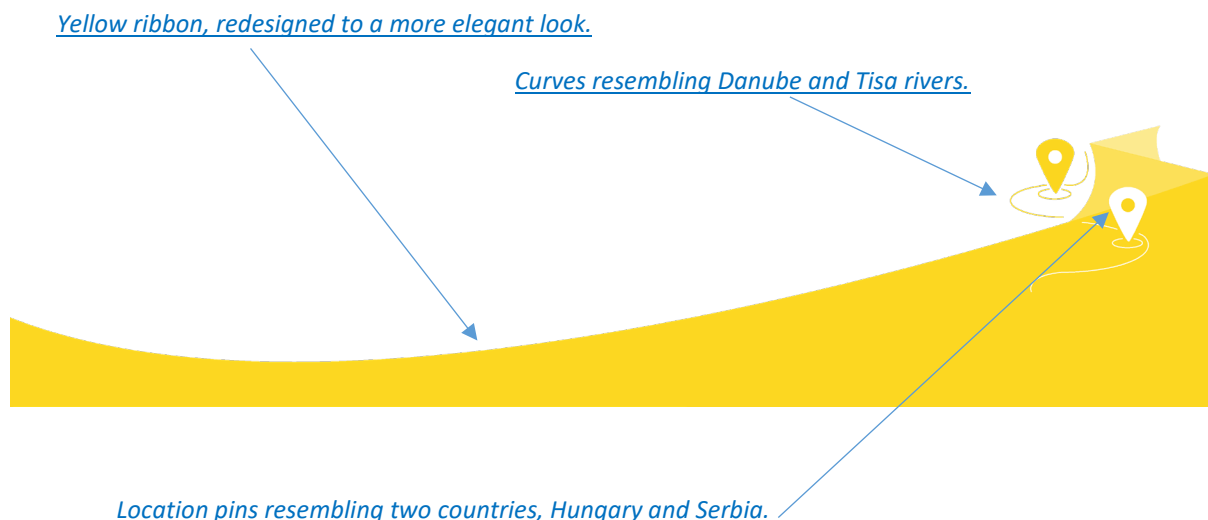 Yellow ribbon, redesigned to a more elegant look.
Curves resembling Danube and Tisa rivers.
Location pins resembling two countries, Hungary and Serbia.